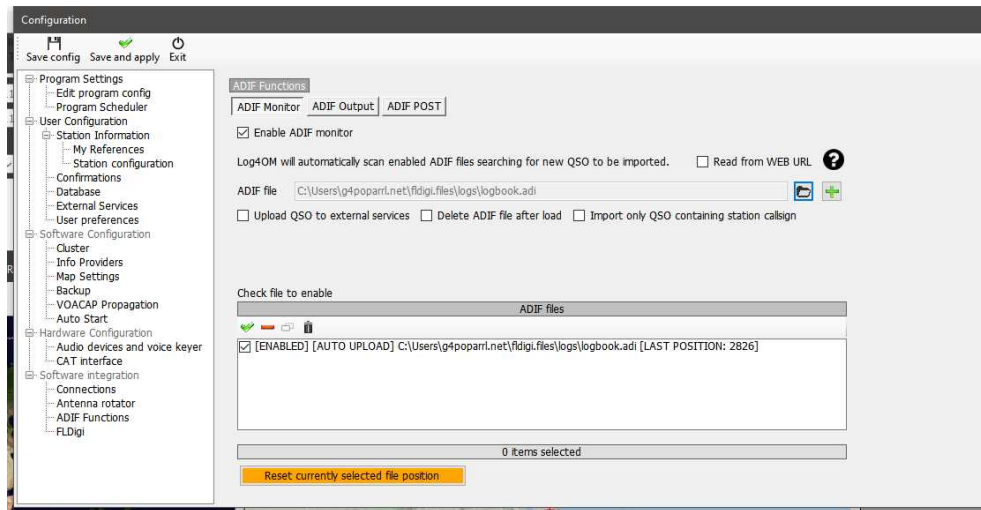 Configuration
Save config Save and apply Exit
Program Settings
Edit program config
Program Scheduler
User Configuration
Station Information
My References
Station configuration
Confirmations
Database
External Services
User preferences
Software Configuration
Cluster
Info Providers
Map Settings
Backup
VOACAP Propagation
Auto Start
Hardware Configuration
Audio devices and voice keyer
CAT interface
Software integration
Connections
Antenna rotator
ADIF Functions
FLDigi
ADIF Functions
ADIF Monitor ADIF Output ADIF POST
Enable ADIF monitor
Log4OM will automatically scan enabled ADIF files searching for new QSO to be imported. Read from WEB URL ?
ADIF file C:\Users\g4poparrl.net\fldigi.files\logs\logbook.adi
Upload QSO to external services Delete ADIF file after load Import only QSO containing station callsign
Check file to enable
ADIF files
[ENABLED] [AUTO UPLOAD] C:\Users\g4poparrl.net\fldigi.files\logs\logbook.adi [LAST POSITION: 2826]
0 items selected
Reset currently selected file position